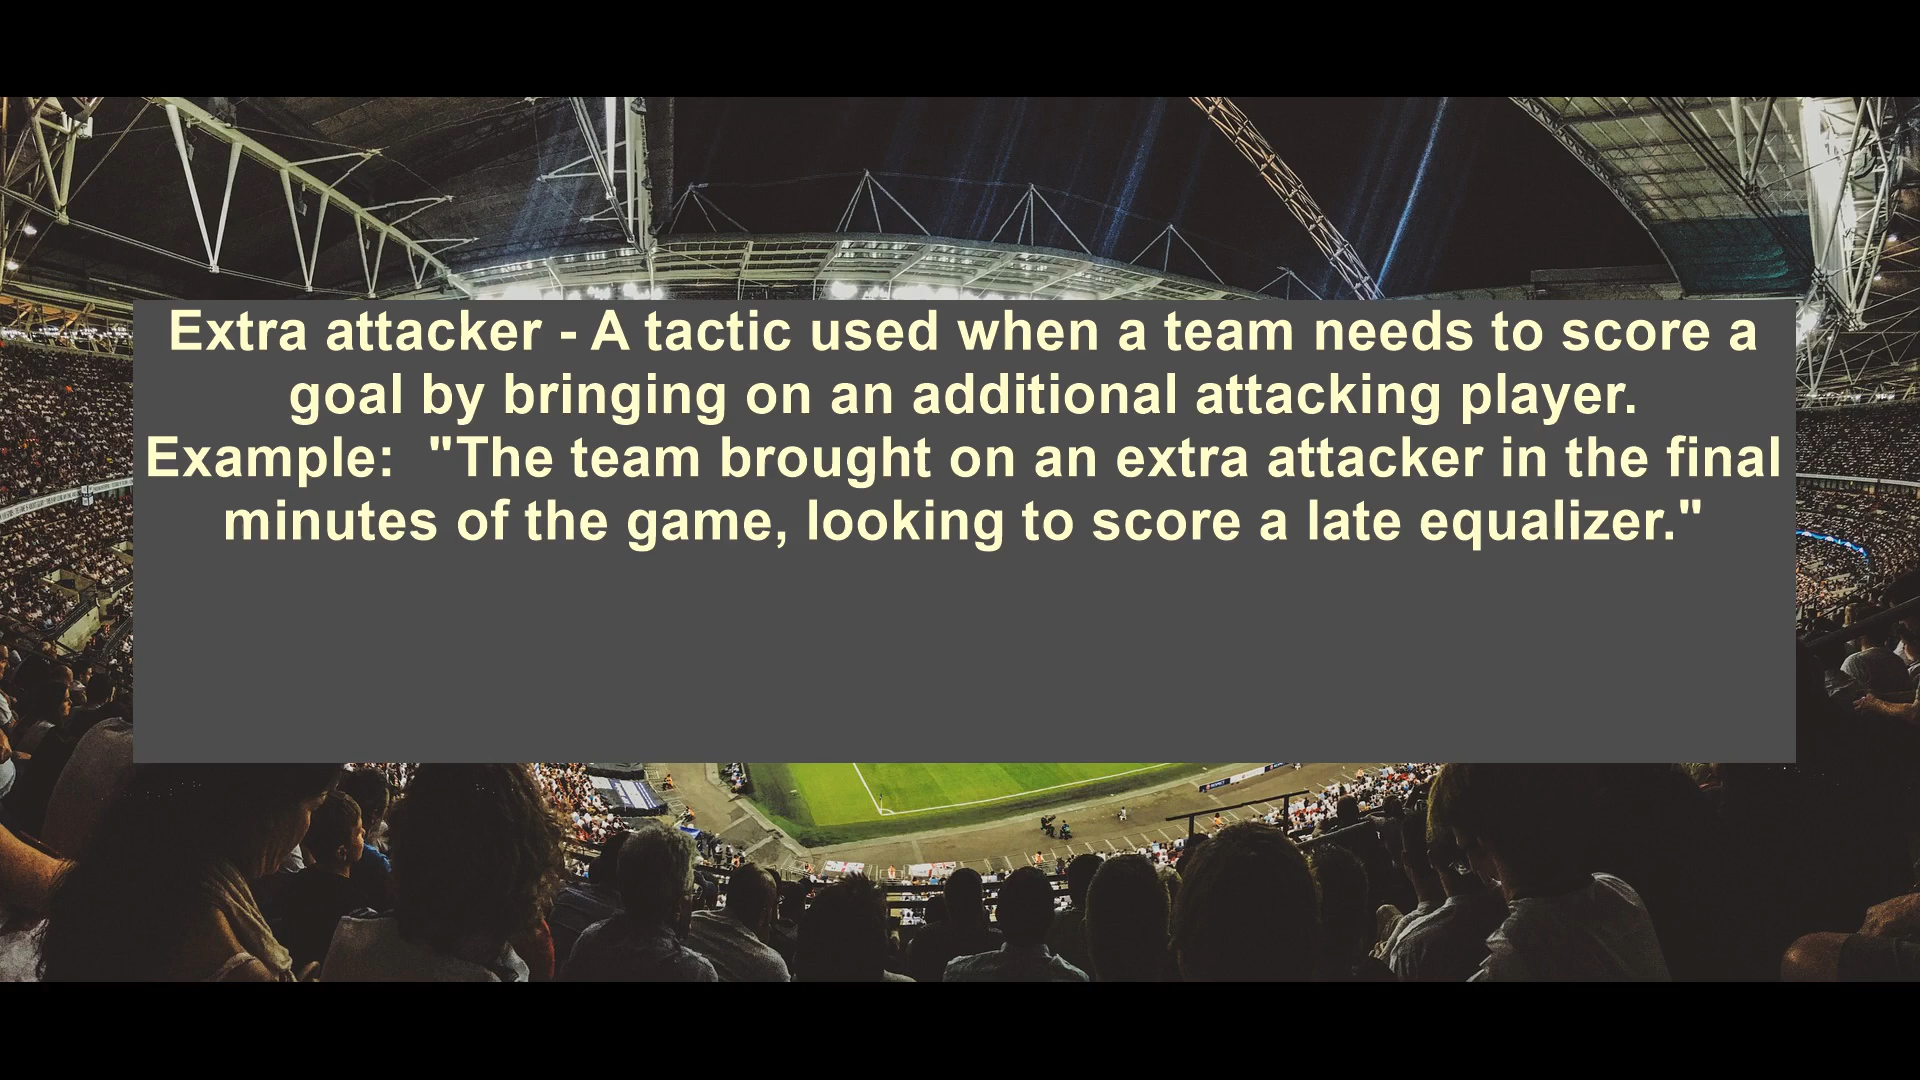 Extra attacker - A tactic used when a team needs to score a
goal by bringing on an additional attacking player.
Example:  "The team brought on an extra attacker in the final
minutes of the game, looking to score a late equalizer."